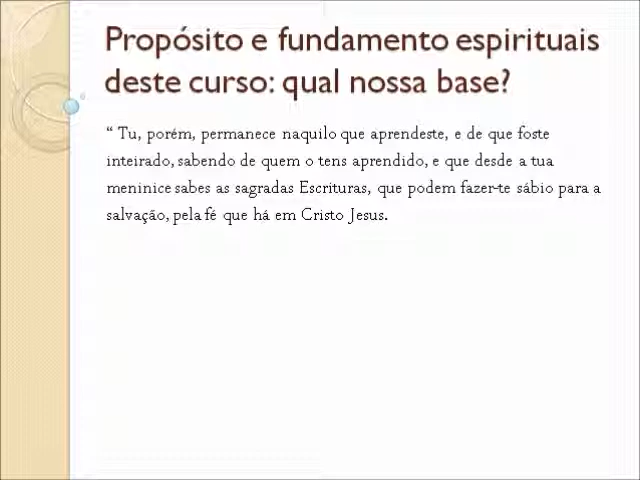 Propósito e fundamento espirituais
deste curso: qual nossa base?
“ Tu, porém, permanece naquilo que aprendeste, e de que foste
inteirado, sabendo de quem o tens aprendido, e que desde a tua
meninice sabes as sagradas Escrituras, que podem fazer-te sábio para a
salvação, pela fé que há em Cristo Jesus.